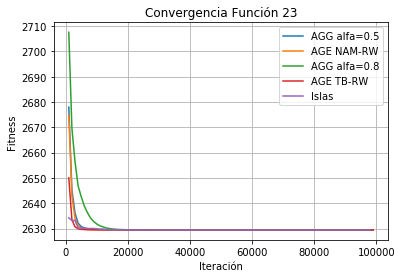 Convergencia Función 23
2710
2700
2690
2680
2670
2660
2650
2640
2630
Fitness
AGG alfa=0.5
AGE NAM-RW
AGG alfa=0.8
AGE TB-RW
Islas
0
20000
40000
60000
80000
100000
Iteración